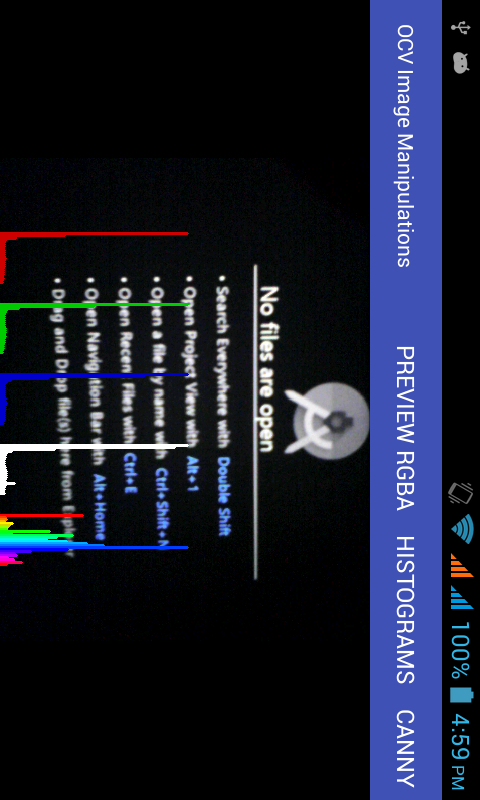 100% 4:59 PM
OCV Image Manipulations PREVIEW RGBA HISTOGRAMS CANNY
No files are open
• Search Everywhere with Double Shift
• Open Project View with Alt+1
• Open a file by name with Ctrl+Shift+N
• Open Recent Files with Ctrl+E
• Open Navigation Bar with Alt+Home
• Drag and Drop file(s) here from Explorer